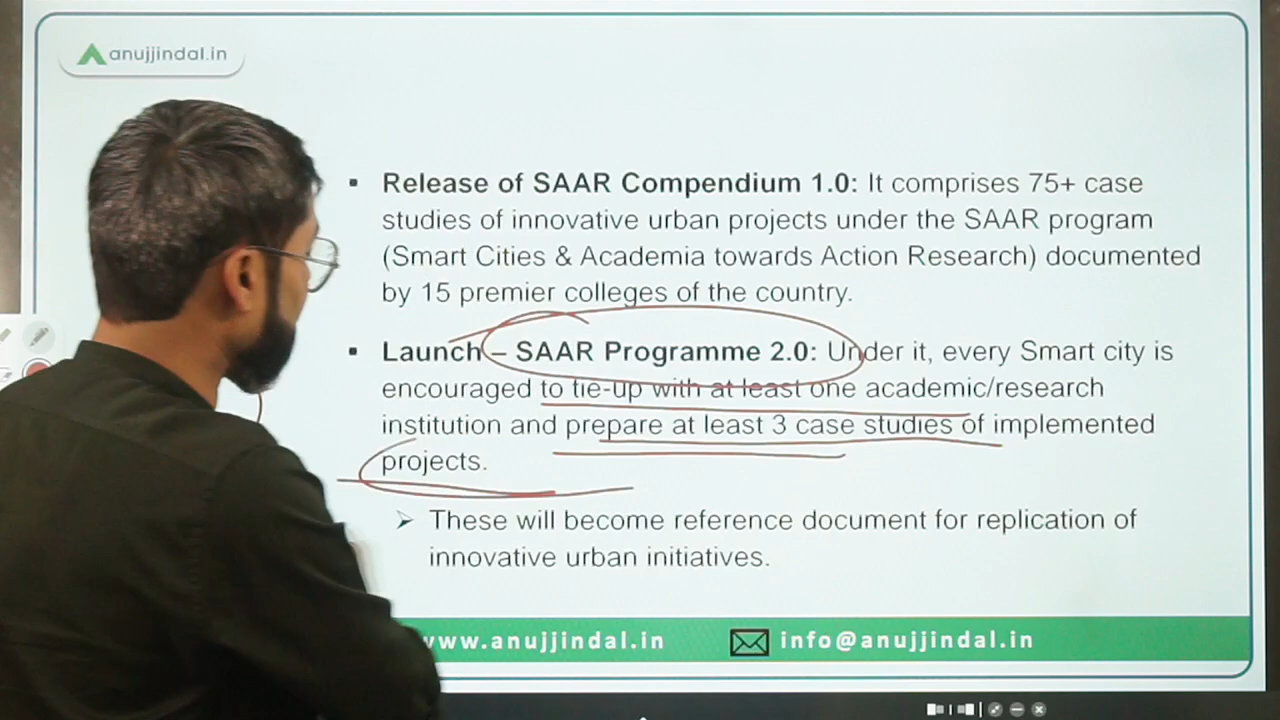 anujjindal.in
▪ Release of SAAR Compendium 1.0: It comprises 75+ case
studies of innovative urban projects under the SAAR program
(Smart Cities & Academia towards Action Research) documented
by 15 premier colleges of the country.
▪ Launch – SAAR Programme 2.0: Under it, every Smart city is
encouraged to tie-up with at least one academic/research
institution and prepare at least 3 case studies of implemented
projects.
➢ These will become reference document for replication of
innovative urban initiatives.
www.anujjindal.in info@anujjindal.in